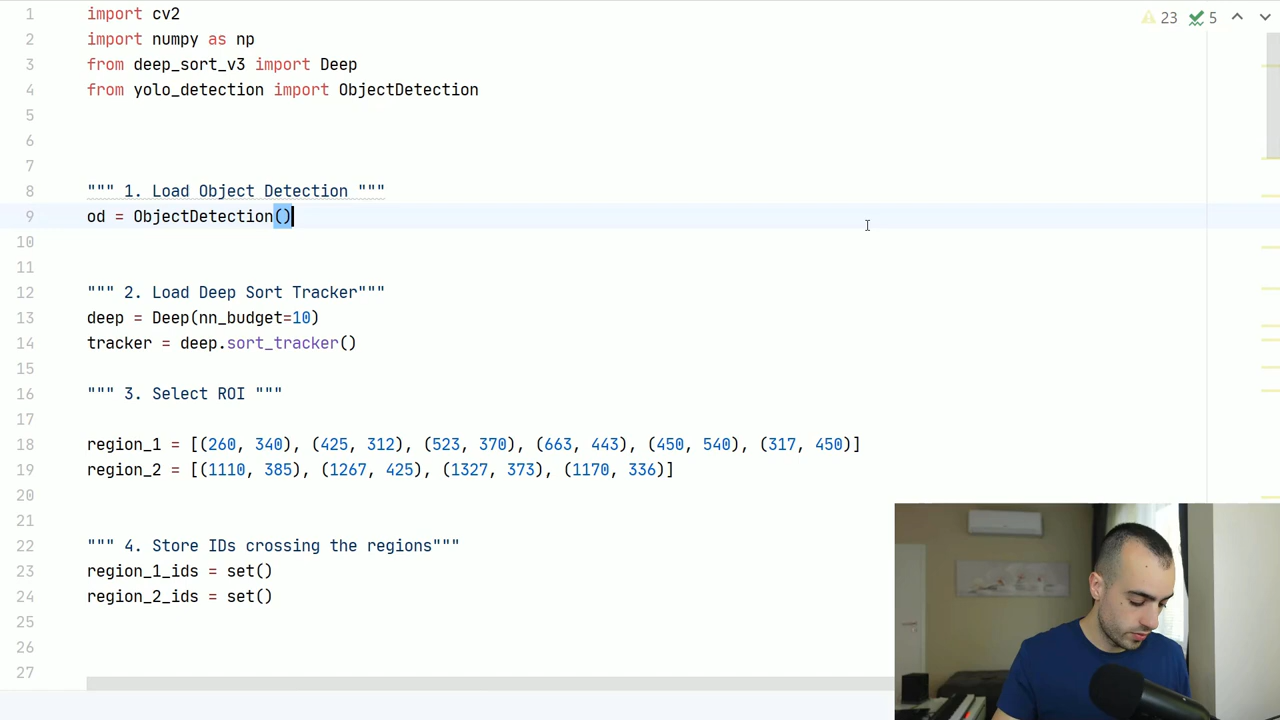 1 import cv2
2 import numpy as np
3 from deep_sort_v3 import Deep
4 from yolo_detection import ObjectDetection
5
6
7
8 """ 1. Load Object Detection """
9 od = ObjectDetection()
10
11
12 """ 2. Load Deep Sort Tracker"""
13 deep = Deep(nn_budget=10)
14 tracker = deep.sort_tracker()
15
16 """ 3. Select ROI """
17
18 region_1 = [(260, 340), (425, 312), (523, 370), (663, 443), (450, 540), (317, 450)]
19 region_2 = [(1110, 385), (1267, 425), (1327, 373), (1170, 336)]
20
21
22 """ 4. Store IDs crossing the regions"""
23 region_1_ids = set()
24 region_2_ids = set()
25
26
27
23 5